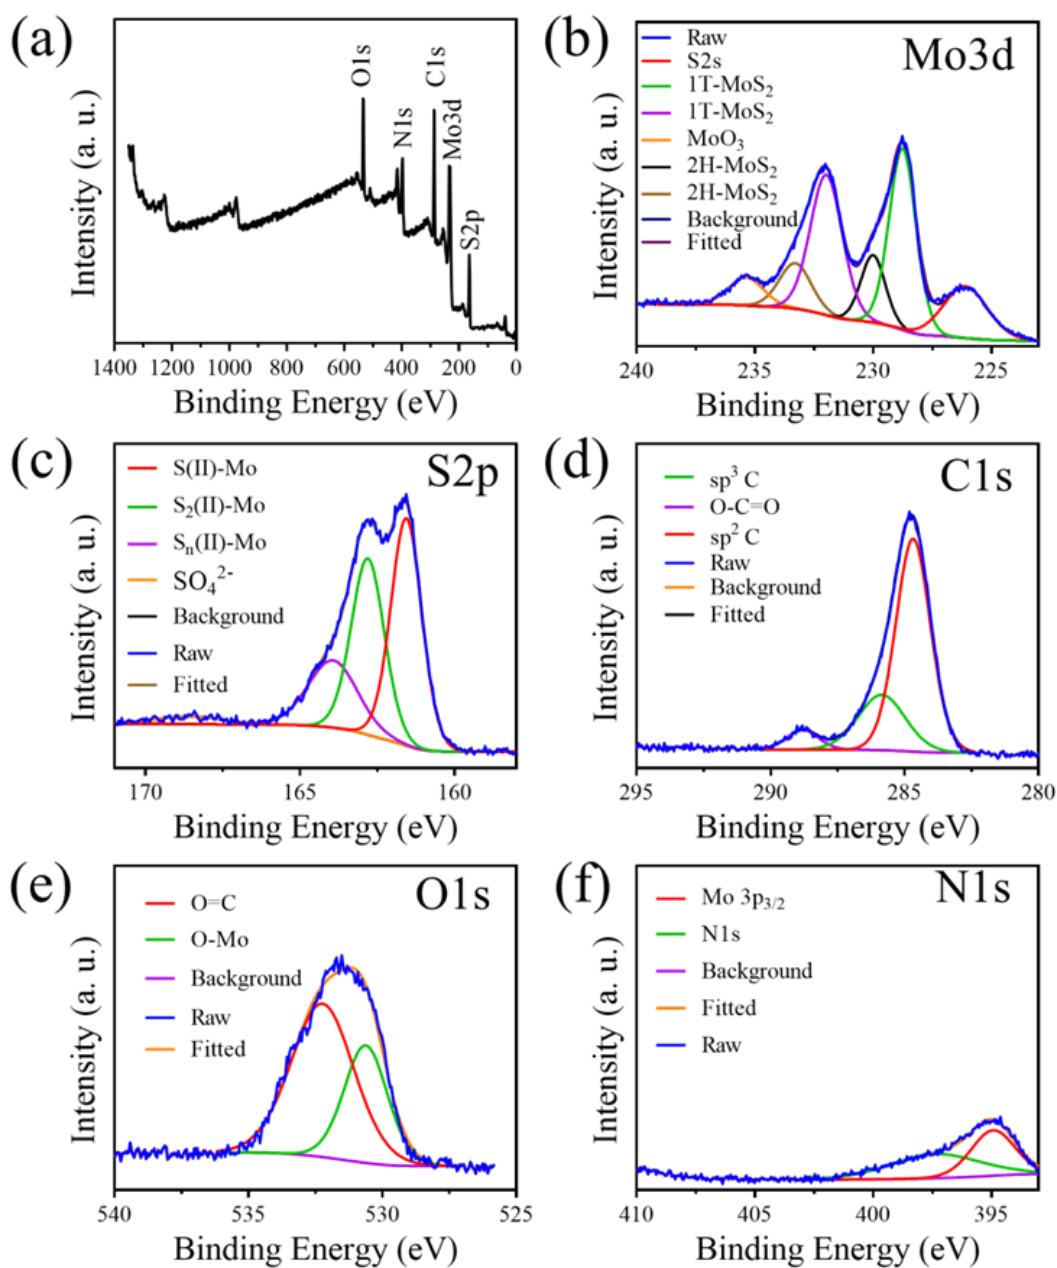 (a)
O1s
N1s
C1s
Mo3d
S2p
Intensity (a. u.)
1400 1200 1000 800 600 400 200 0
Binding Energy (eV)
(b)
Mo3d
Raw
S2s
1T-MoS₂
1T-MoS₂
MoO₃
2H-MoS₂
2H-MoS₂
Background
Fitted
Intensity (a. u.)
240 235 230 225
Binding Energy (eV)
(c)
S2p
S(II)-Mo
S₂(II)-Mo
Sₙ(II)-Mo
SO₄²⁻
Background
Raw
Fitted
Intensity (a. u.)
170 165 160
Binding Energy (eV)
(d)
C1s
sp³ C
O-C=O
sp² C
Raw
Background
Fitted
Intensity (a. u.)
295 290 285 280
Binding Energy (eV)
(e)
O1s
O=C
O-Mo
Background
Raw
Fitted
Intensity (a. u.)
540 535 530 525
Binding Energy (eV)
(f)
N1s
Mo 3p₃/₂
N1s
Background
Fitted
Raw
Intensity (a. u.)
410 405 400 395
Binding Energy (eV)